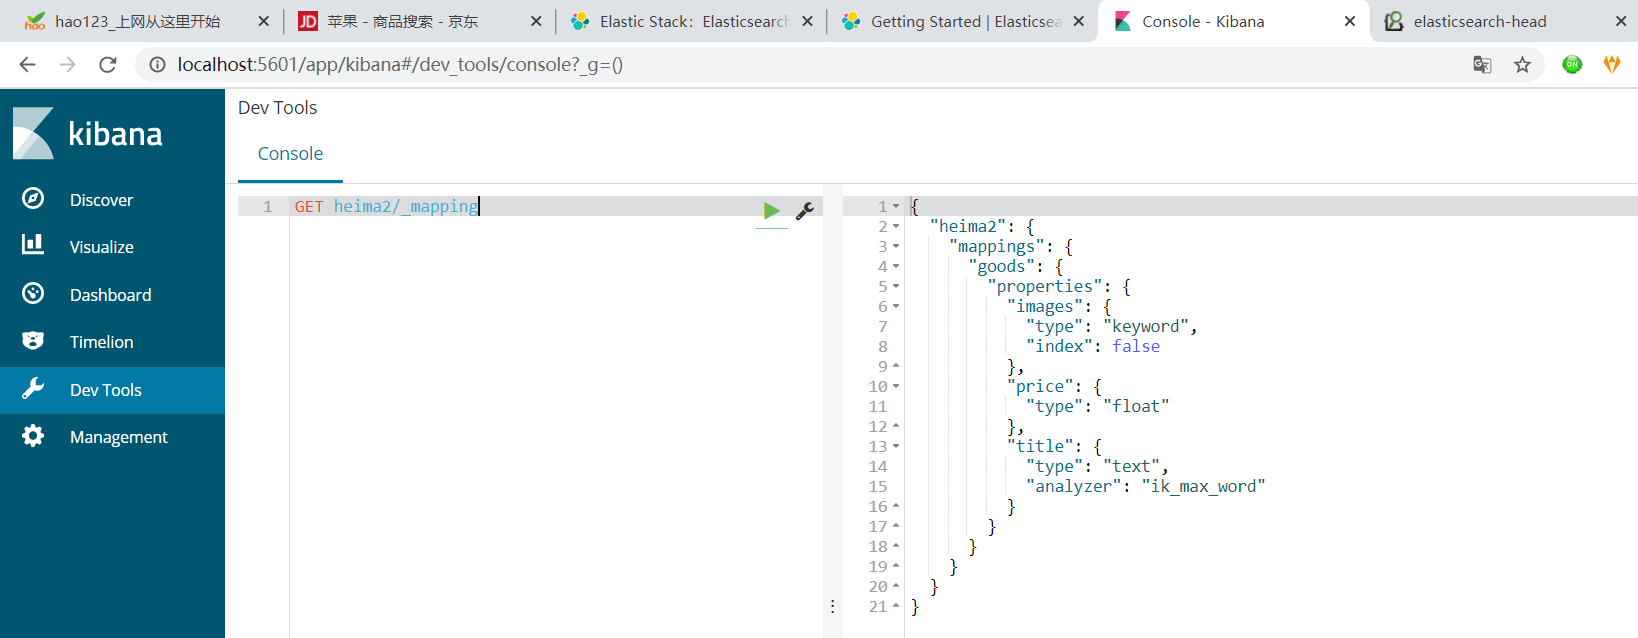 hao123_上网从这里开始
苹果 - 商品搜索 - 京东
Elastic Stack：Elasticsearch
Getting Started | Elasticsea
Console - Kibana
elasticsearch-head
localhost:5601/app/kibana#/dev_tools/console?_g=()
ON
hao
JD
kibana
Discover
Visualize
Dashboard
Timelion
Dev Tools
Management
Dev Tools
Console
1 GET heima2/_mapping
1 {
2 "heima2": {
3 "mappings": {
4 "goods": {
5 "properties": {
6 "images": {
7 "type": "keyword",
8 "index": false
9 },
10 "price": {
11 "type": "float"
12 },
13 "title": {
14 "type": "text",
15 "analyzer": "ik_max_word"
16 }
17 }
18 }
19 }
20 }
21 }